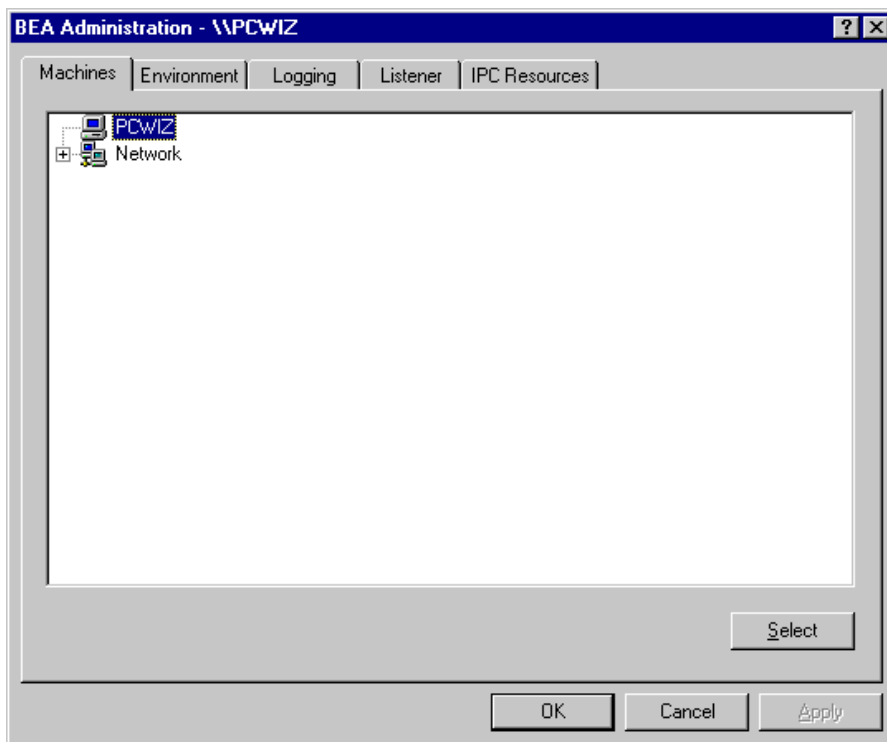 BEA Administration - \\PCWIZ
Machines Environment Logging Listener IPC Resources
PCWIZ
Network
Select
OK Cancel Apply